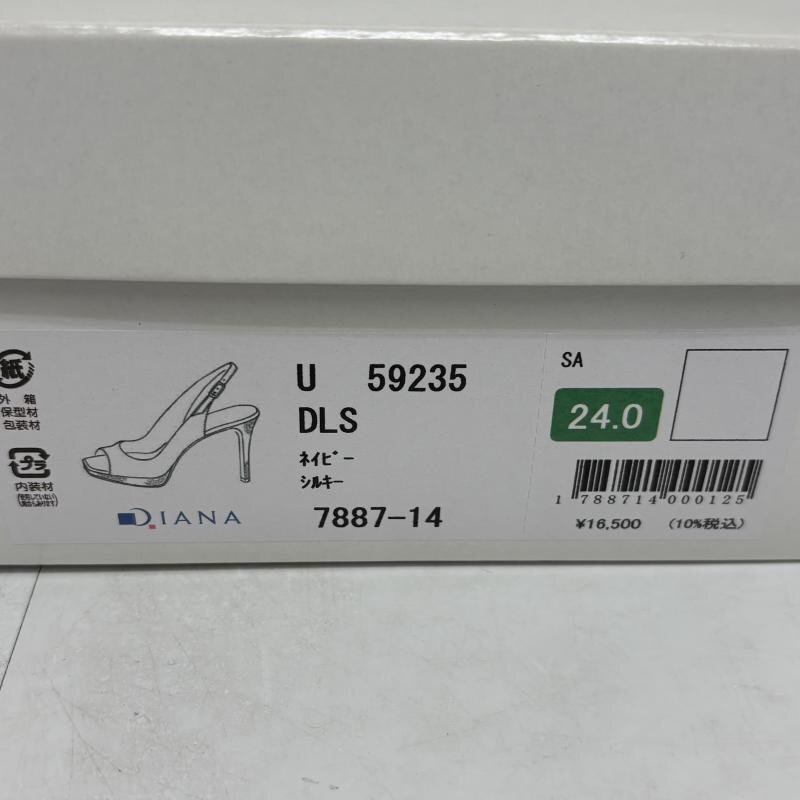 紙
外 箱
保型材
包装材
プラ
内装材
DIANA
U 59235
DLS
ﾈｲﾋﾞｰ
ｼﾙｷｰ
7887-14
SA
24.0
1 788714 000125
¥16,500 (10%税込)